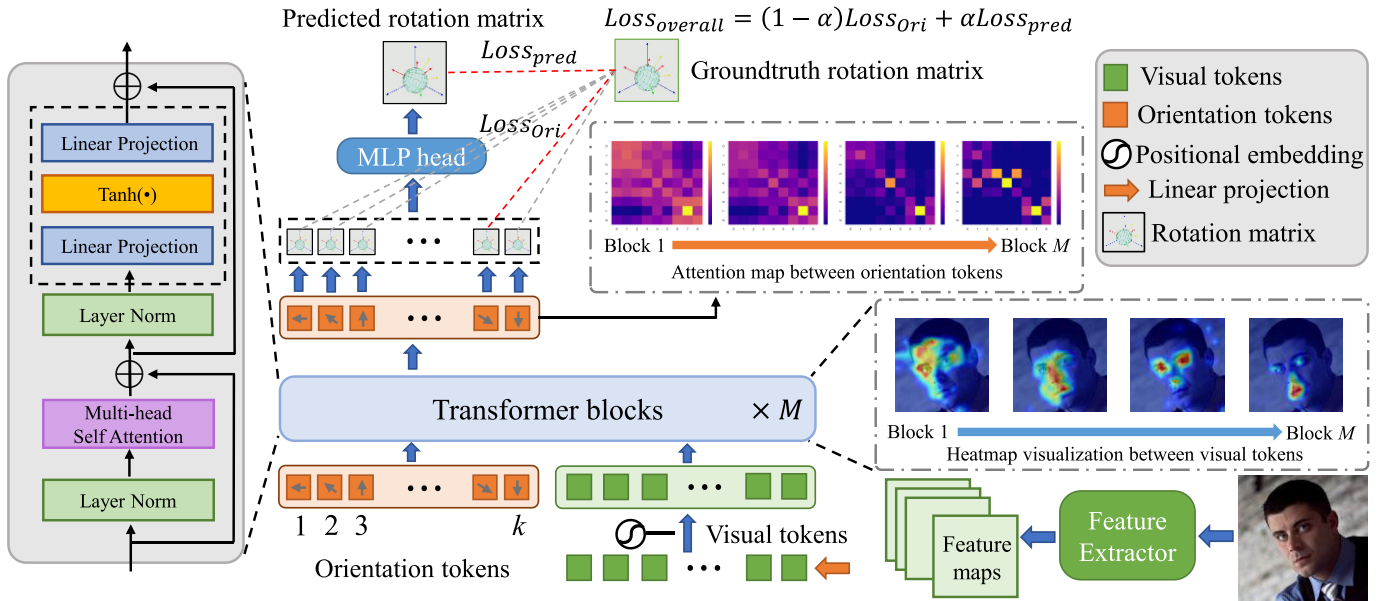 Predicted rotation matrix
Loss_overall = (1 − α)Loss_Ori + αLoss_pred
Loss_pred
Groundtruth rotation matrix
Loss_Ori
MLP head
Visual tokens
Orientation tokens
Positional embedding
Linear projection
Rotation matrix
Linear Projection
Tanh(•)
Linear Projection
Layer Norm
Multi-head
Self Attention
Layer Norm
Block 1
Block M
Attention map between orientation tokens
• • •
• • •
Transformer blocks
× M
Block 1
Block M
Heatmap visualization between visual tokens
• • •
• • •
1 2 3 k
Orientation tokens
Visual tokens
• • •
Feature
maps
Feature
Extractor